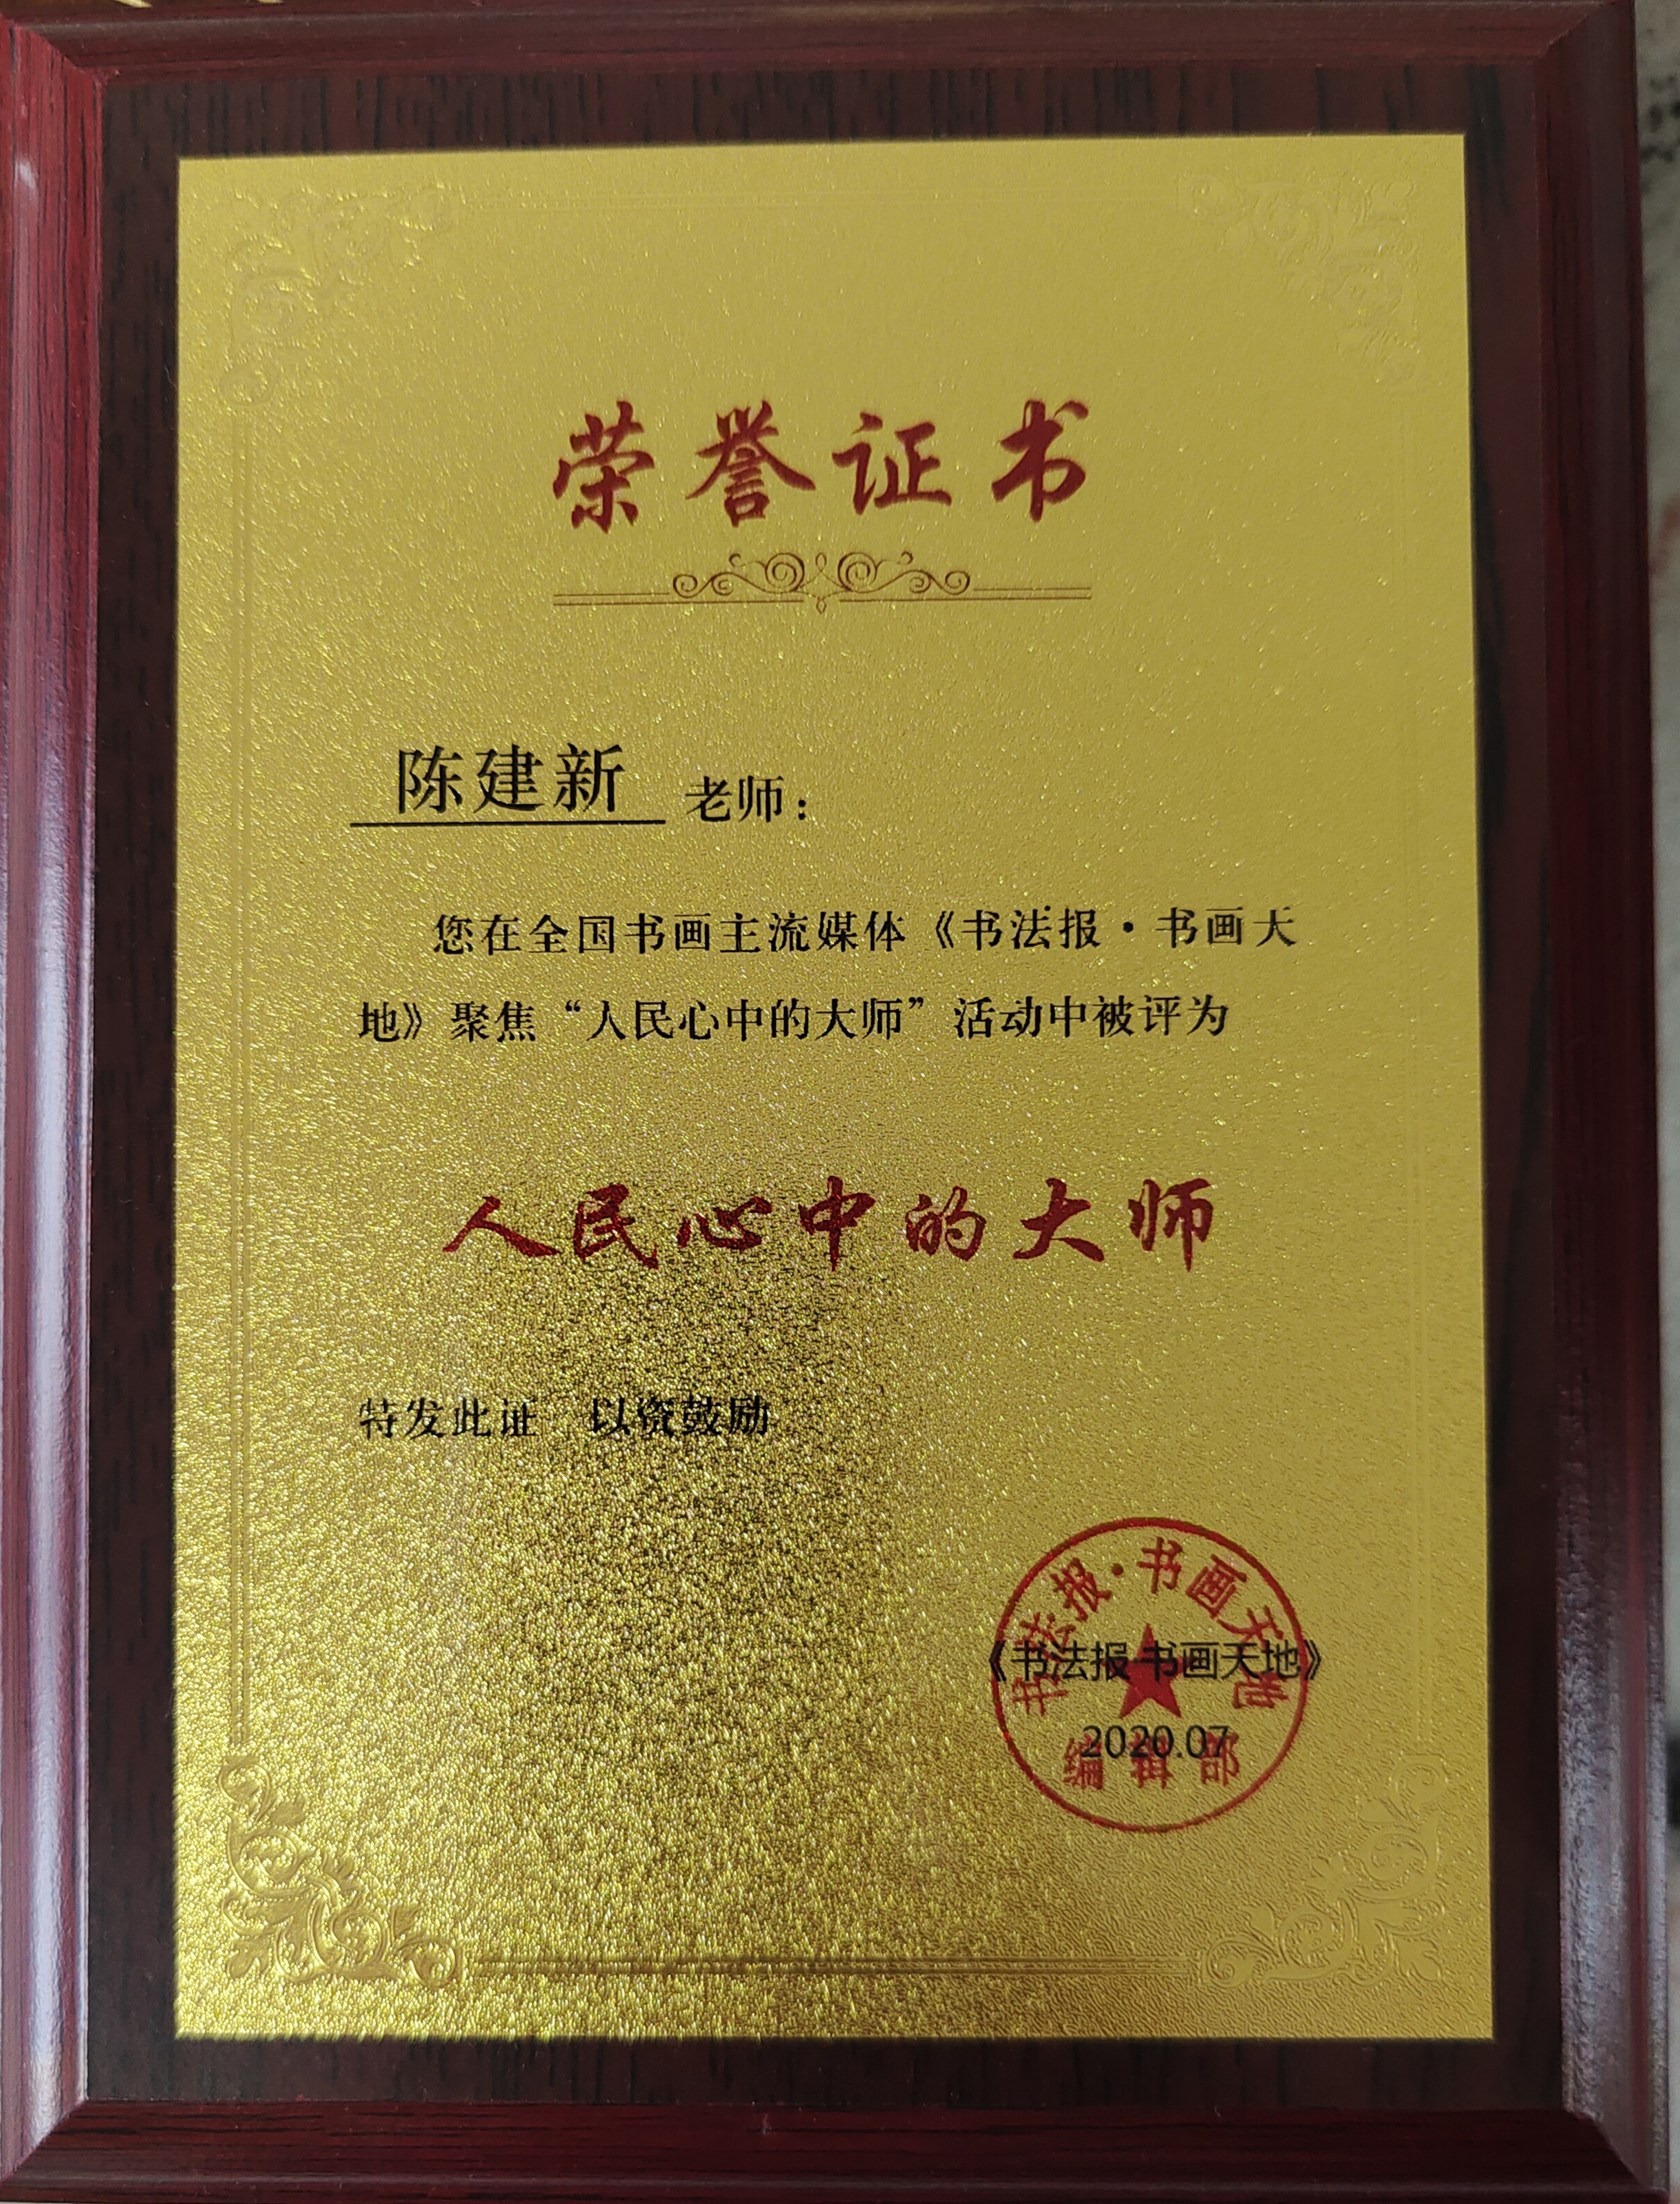 荣誉证书
陈建新 老师：
您在全国书画主流媒体《书法报·书画天
地》聚焦“人民心中的大师”活动中被评为
人民心中的大师
特发此证 以资鼓励
书法报·书画天地
《书法报 书画天地》
2020.07
编辑部